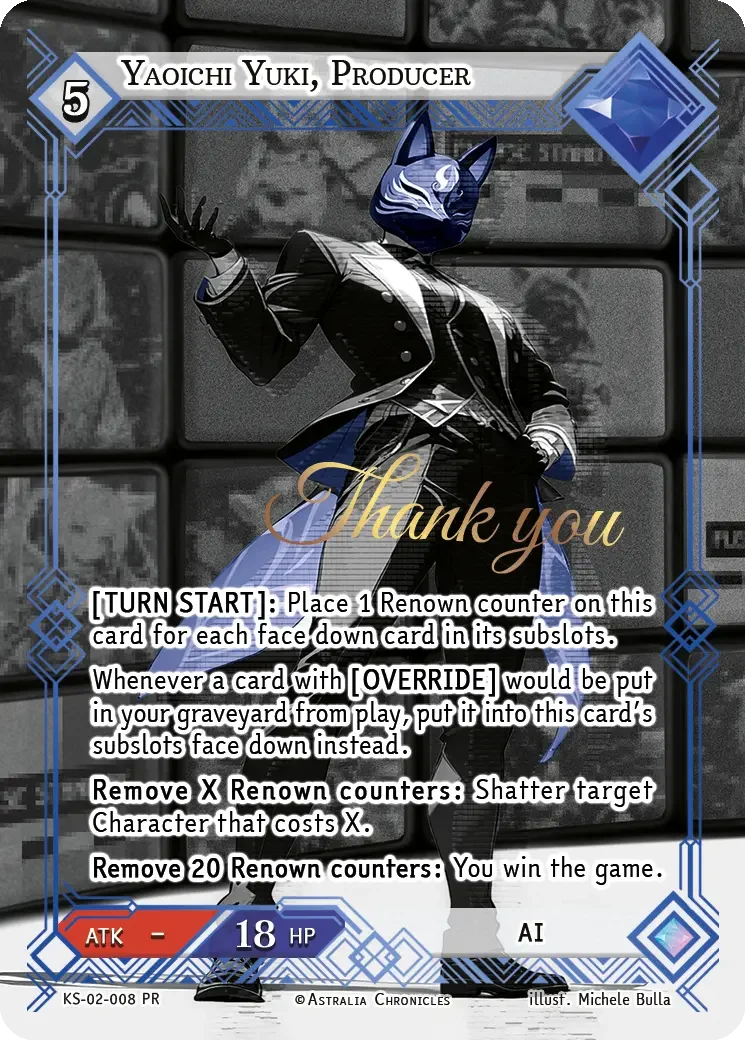 5
Yaoichi Yuki, Producer
Thank you
[TURN START]: Place 1 Renown counter on this
card for each face down card in its subslots.
Whenever a card with [OVERRIDE] would be put
in your graveyard from play, put it into this card's
subslots face down instead.
Remove X Renown counters: Shatter target
Character that costs X.
Remove 20 Renown counters: You win the game.
ATK – 18 HP AI
KS-02-008 PR ©Astralia Chronicles illust. Michele Bulla